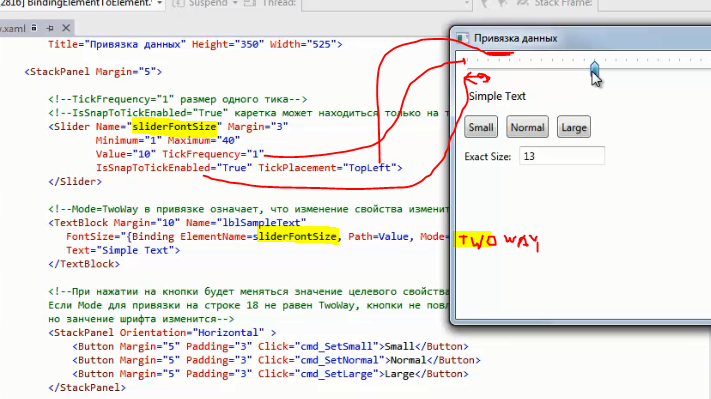 2816] BindingElementToElement.
Suspend
Thread:
Stack Frame:
.xaml
Title="Привязка данных" Height="350" Width="525">
<StackPanel Margin="5">
<!--TickFrequency="1" размер одного тика-->
<!--IsSnapToTickEnabled="True" каретка может находиться только на т
<Slider Name="sliderFontSize" Margin="3"
Minimum="1" Maximum="40"
Value="10" TickFrequency="1"
IsSnapToTickEnabled="True" TickPlacement="TopLeft">
</Slider>
<!--Mode=TwoWay в привязке означает, что изменение свойства изменит
<TextBlock Margin="10" Name="lblSampleText"
FontSize="{Binding ElementName=sliderFontSize, Path=Value, Mode=
Text="Simple Text">
</TextBlock>
<!--При нажатии на кнопки будет меняться значение целевого свойств
Если Mode для привязки на строке 18 не равен TwoWay, кнопки не пов
но занчение шрифта изменится-->
<StackPanel Orientation="Horizontal" >
<Button Margin="5" Padding="3" Click="cmd_SetSmall">Small</Button>
<Button Margin="5" Padding="3" Click="cmd_SetNormal">Normal</Button>
<Button Margin="5" Padding="3" Click="cmd_SetLarge">Large</Button>
</StackPanel>
Привязка данных
Simple Text
Small Normal Large
Exact Size: 13
TWO WAY